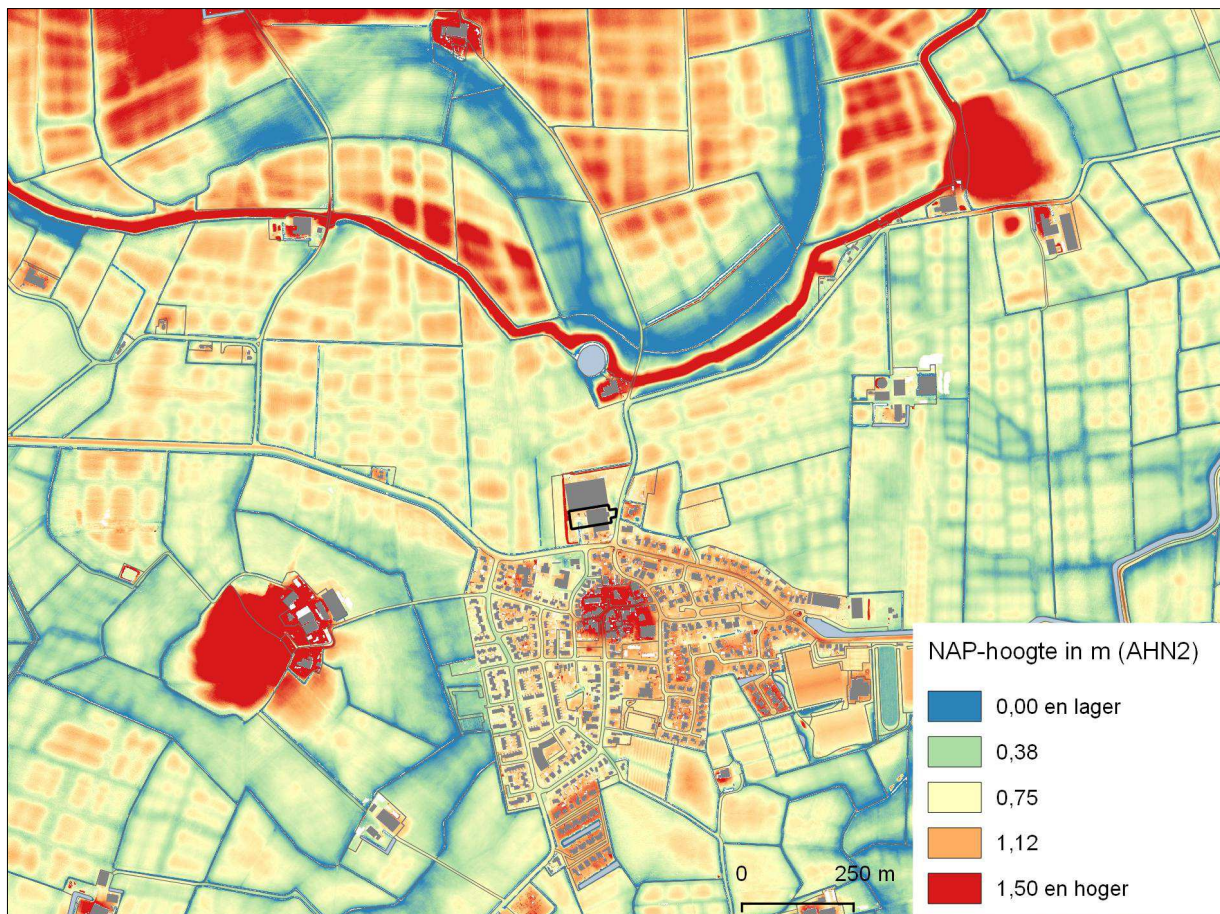 NAP-hoogte in m (AHN2)
0,00 en lager
0,38
0,75
1,12
1,50 en hoger
0 250 m